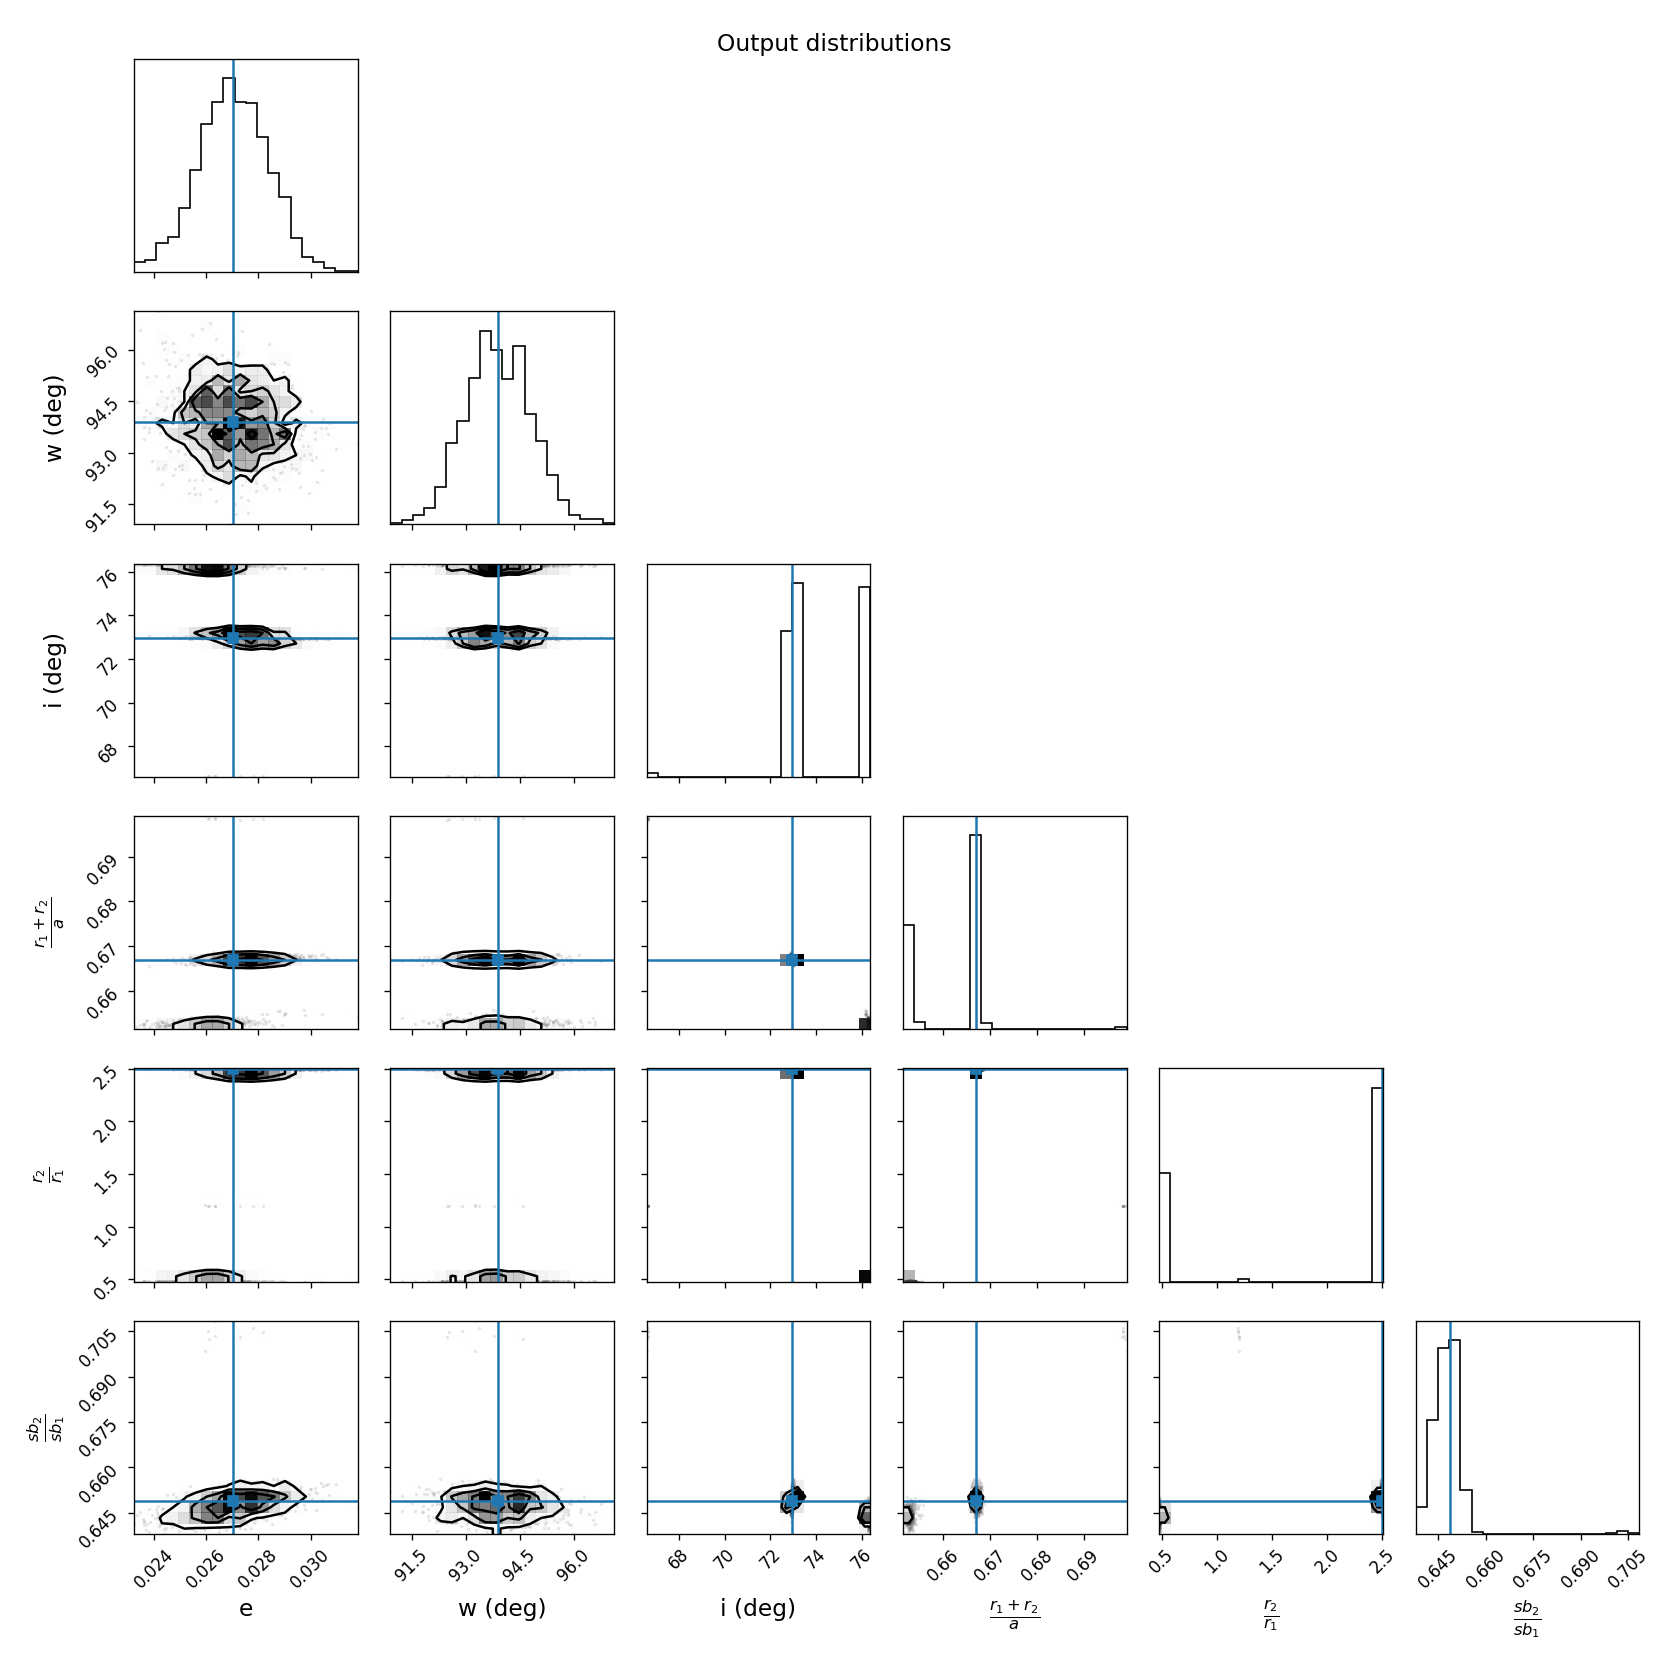 Output distributions
w (deg)
96.0
94.5
93.0
91.5
i (deg)
76
74
72
70
68
r₁ + r₂
a
0.69
0.68
0.67
0.66
r₂
r₁
2.5
2.0
1.5
1.0
0.5
sb₂
sb₁
0.705
0.690
0.675
0.660
0.645
0.024 0.026 0.028 0.030 91.5 93.0 94.5 96.0 68 70 72 74 76 0.66 0.67 0.68 0.69 0.5 1.0 1.5 2.0 2.5 0.645 0.660 0.675 0.690 0.705
e w (deg) i (deg) r₁ + r₂ r₂ sb₂
a r₁ sb₁